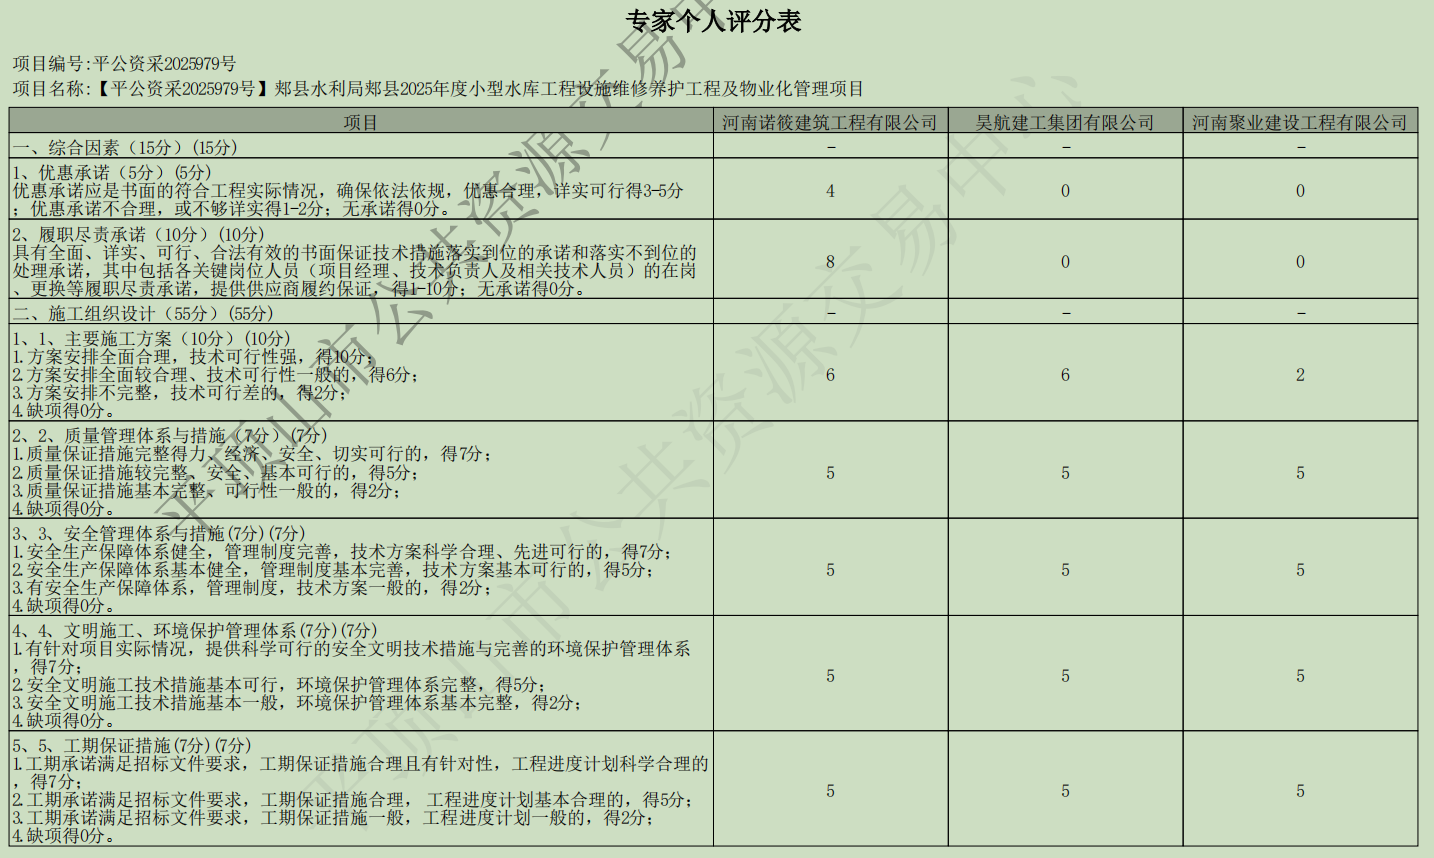 专家个人评分表
项目编号:平公资采2025979号
项目名称:【平公资采2025979号】郏县水利局郏县2025年度小型水库工程设施维修养护工程及物业化管理项目
项目 河南诺筱建筑工程有限公司 昊航建工集团有限公司 河南聚业建设工程有限公司
一、综合因素（15分）(15分) - - -
1、优惠承诺（5分）(5分)
优惠承诺应是书面的符合工程实际情况，确保依法依规，优惠合理，详实可行得3-5分
；优惠承诺不合理，或不够详实得1-2分；无承诺得0分。
4 0 0
2、履职尽责承诺（10分）(10分)
具有全面、详实、可行、合法有效的书面保证技术措施落实到位的承诺和落实不到位的
处理承诺，其中包括各关键岗位人员（项目经理、技术负责人及相关技术人员）的在岗
、更换等履职尽责承诺，提供供应商履约保证，得1-10分；无承诺得0分。
8 0 0
二、施工组织设计（55分）(55分) - - -
1、1、主要施工方案（10分）(10分)
1.方案安排全面合理，技术可行性强，得10分；
2.方案安排全面较合理、技术可行性一般的，得6分；
3.方案安排不完整，技术可行差的，得2分；
4.缺项得0分。
6 6 2
2、2、质量管理体系与措施（7分）(7分)
1.质量保证措施完整得力、经济、安全、切实可行的，得7分；
2.质量保证措施较完整、安全、基本可行的，得5分；
3.质量保证措施基本完整、可行性一般的，得2分；
4.缺项得0分。
5 5 5
3、3、安全管理体系与措施(7分)(7分)
1.安全生产保障体系健全，管理制度完善，技术方案科学合理、先进可行的，得7分；
2.安全生产保障体系基本健全，管理制度基本完善，技术方案基本可行的，得5分；
3.有安全生产保障体系，管理制度，技术方案一般的，得2分；
4.缺项得0分。
5 5 5
4、4、文明施工、环境保护管理体系(7分)(7分)
1.有针对项目实际情况，提供科学可行的安全文明技术措施与完善的环境保护管理体系
，得7分；
2.安全文明施工技术措施基本可行，环境保护管理体系完整，得5分；
3.安全文明施工技术措施基本一般，环境保护管理体系基本完整，得2分；
4.缺项得0分。
5 5 5
5、5、工期保证措施(7分)(7分)
1.工期承诺满足招标文件要求，工期保证措施合理且有针对性，工程进度计划科学合理的
，得7分；
2.工期承诺满足招标文件要求，工期保证措施合理， 工程进度计划基本合理的，得5分；
3.工期承诺满足招标文件要求，工期保证措施一般，工程进度计划一般的，得2分；
4.缺项得0分。
5 5 5
平顶山市公共资源交易中
平顶山市公共资源交易中心